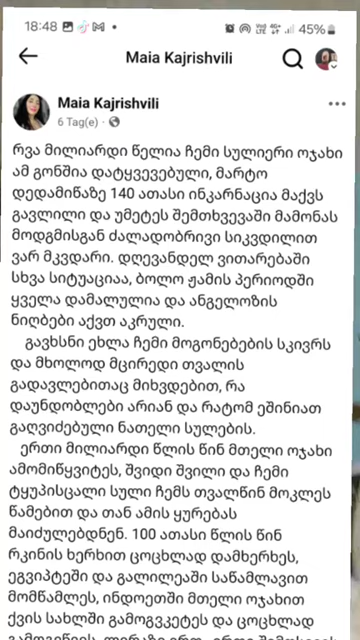 18:48
Vo) LTE 4G+ 45%
Maia Kajrishvili
Maia Kajrishvili
6 Tag(e) ·
რვა მილიარდი წელია ჩემი სულიერი ოჯახი
ამ გონშია დატყვევებული, მარტო
დედამიწაზე 140 ათასი ინკარნაცია მაქვს
გავლილი და უმეტეს შემთხვევაში მამონას
მოდგმისგან ძალადობრივი სიკვდილით
ვარ მკვდარი. დღევანდელ ვითარებაში
სხვა სიტუაციაა, ბოლო ჟამის პერიოდში
ყველა დამალულია და ანგელოზის
ნიღბები აქვთ აკრული.
გავხსნი ეხლა ჩემი მოგონებების სკივრს
და მხოლოდ მცირედი თვალის
გადავლებითაც მიხვდებით, რა
დაუნდობლები არიან და რატომ ეშინიათ
გაღვიძებული ნათელი სულების.
ერთი მილიარდი წლის წინ მთელი ოჯახი
ამომიწყვიტეს, შვიდი შვილი და ჩემი
ტყუპისცალი სული ჩემს თვალწინ მოკლეს
წამებით და თან ამის ყურებას
მაიძულებდნენ. 100 ათასი წლის წინ
რკინის ხერხით ცოცხლად დამხერხეს,
ეგვიპტეში და გალილეაში საწამლავით
მომწამლეს, ინდოეთში მთელი ოჯახით
ქვის სახლში გამოგვკეტეს და ცოცხლად